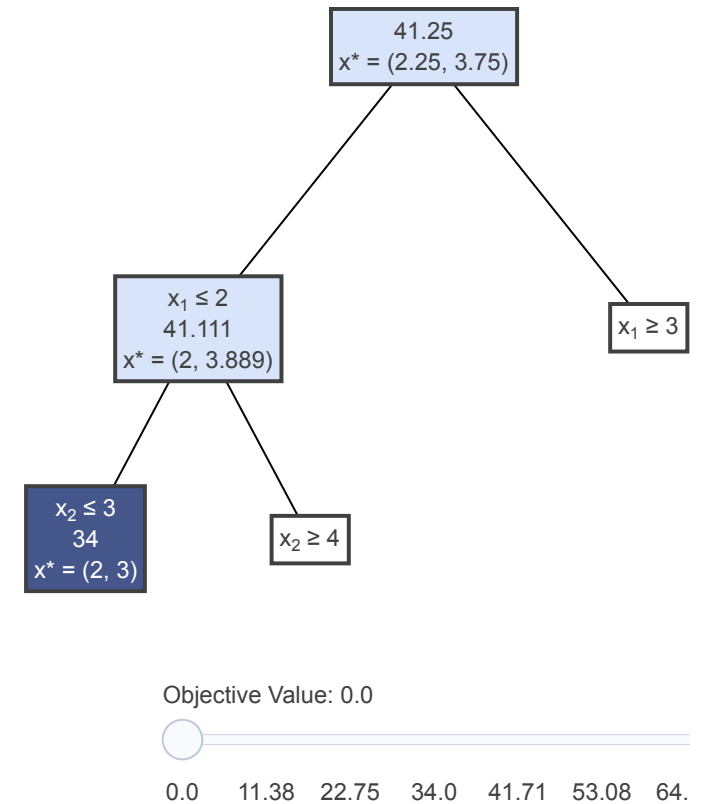 41.25
x* = (2.25, 3.75)
x₁ ≤ 2
41.111
x* = (2, 3.889)
x₁ ≥ 3
x₂ ≤ 3
34
x* = (2, 3)
x₂ ≥ 4
Objective Value: 0.0
0.0 11.38 22.75 34.0 41.71 53.08 64.